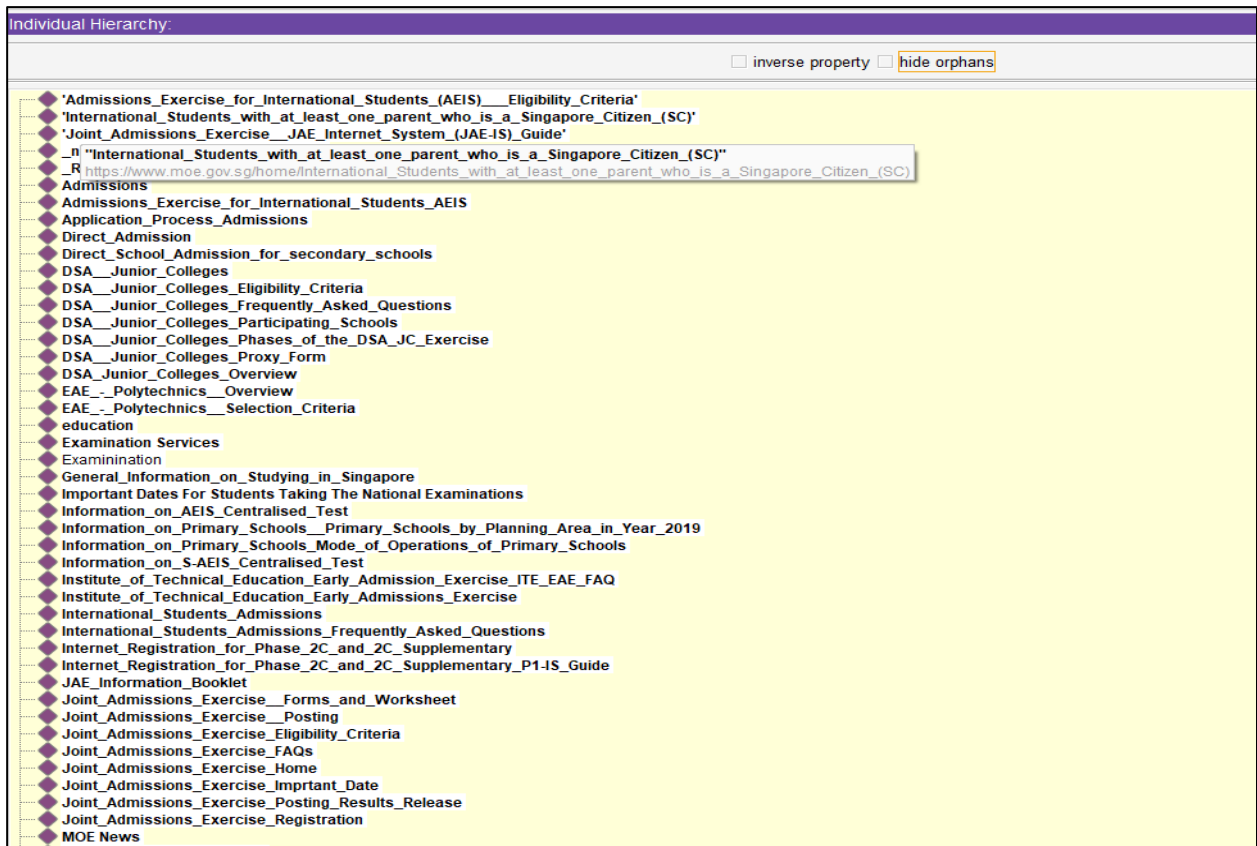 Individual Hierarchy:
inverse property hide orphans
'Admissions_Exercise_for_International_Students_(AEIS)___Eligibility_Criteria'
'International_Students_with_at_least_one_parent_who_is_a_Singapore_Citizen_(SC)'
'Joint_Admissions_Exercise__JAE_Internet_System_(JAE-IS)_Guide'
_n
"International_Students_with_at_least_one_parent_who_is_a_Singapore_Citizen_(SC)"
_R
https://www.moe.gov.sg/home/International_Students_with_at_least_one_parent_who_is_a_Singapore_Citizen_(SC)
Admissions
Admissions_Exercise_for_International_Students_AEIS
Application_Process_Admissions
Direct_Admission
Direct_School_Admission_for_secondary_schools
DSA__Junior_Colleges
DSA__Junior_Colleges_Eligibility_Criteria
DSA__Junior_Colleges_Frequently_Asked_Questions
DSA__Junior_Colleges_Participating_Schools
DSA__Junior_Colleges_Phases_of_the_DSA_JC_Exercise
DSA__Junior_Colleges_Proxy_Form
DSA_Junior_Colleges_Overview
EAE_-_Polytechnics__Overview
EAE_-_Polytechnics__Selection_Criteria
education
Examination Services
Examinination
General_Information_on_Studying_in_Singapore
Important Dates For Students Taking The National Examinations
Information_on_AEIS_Centralised_Test
Information_on_Primary_Schools__Primary_Schools_by_Planning_Area_in_Year_2019
Information_on_Primary_Schools_Mode_of_Operations_of_Primary_Schools
Information_on_S-AEIS_Centralised_Test
Institute_of_Technical_Education_Early_Admission_Exercise_ITE_EAE_FAQ
Institute_of_Technical_Education_Early_Admissions_Exercise
International_Students_Admissions
International_Students_Admissions_Frequently_Asked_Questions
Internet_Registration_for_Phase_2C_and_2C_Supplementary
Internet_Registration_for_Phase_2C_and_2C_Supplementary_P1-IS_Guide
JAE_Information_Booklet
Joint_Admissions_Exercise__Forms_and_Worksheet
Joint_Admissions_Exercise__Posting
Joint_Admissions_Exercise_Eligibility_Criteria
Joint_Admissions_Exercise_FAQs
Joint_Admissions_Exercise_Home
Joint_Admissions_Exercise_Imprtant_Date
Joint_Admissions_Exercise_Posting_Results_Release
Joint_Admissions_Exercise_Registration
MOE News